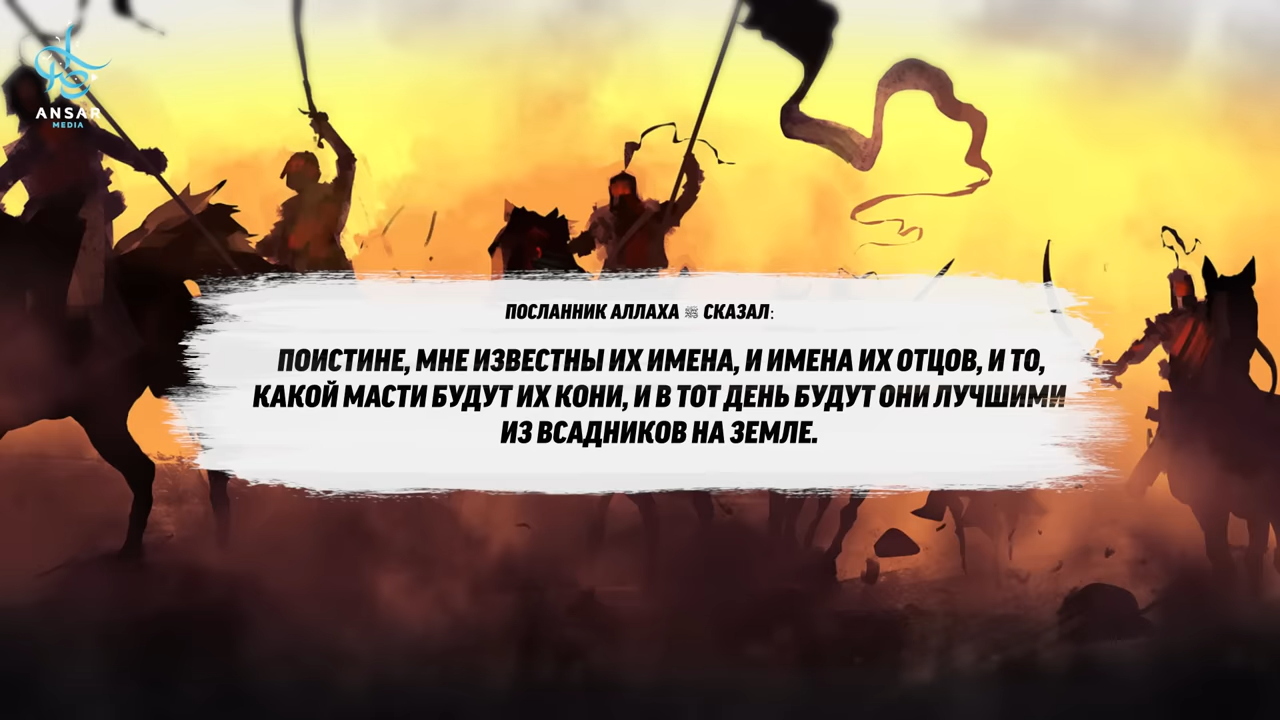 ANSAR
MEDIA
ПОСЛАННИК АЛЛАХА ﷺ СКАЗАЛ:
ПОИСТИНЕ, МНЕ ИЗВЕСТНЫ ИХ ИМЕНА, И ИМЕНА ИХ ОТЦОВ, И ТО,
КАКОЙ МАСТИ БУДУТ ИХ КОНИ, И В ТОТ ДЕНЬ БУДУТ ОНИ ЛУЧШИМИ
ИЗ ВСАДНИКОВ НА ЗЕМЛЕ.